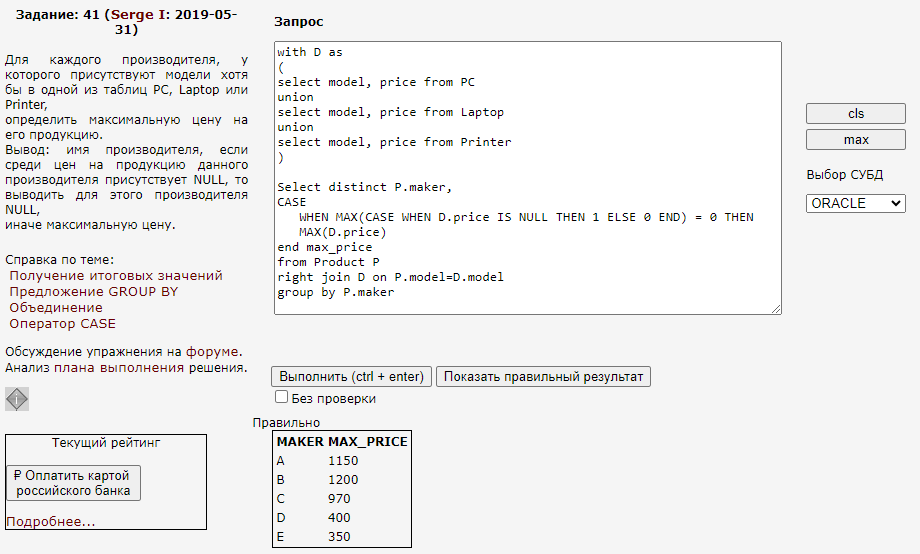 Задание: 41 (Serge I: 2019-05-
31)
Для каждого производителя, у
которого присутствуют модели хотя
бы в одной из таблиц PC, Laptop или
Printer,
определить максимальную цену на
его продукцию.
Вывод: имя производителя, если
среди цен на продукцию данного
производителя присутствует NULL, то
выводить для этого производителя
NULL,
иначе максимальную цену.
Справка по теме:
Получение итоговых значений
Предложение GROUP BY
Объединение
Оператор CASE
Обсуждение упражнения на форуме.
Анализ плана выполнения решения.
Текущий рейтинг
₽ Оплатить картой
российского банка
Подробнее...
Запрос
with D as
(
select model, price from PC
union
select model, price from Laptop
union
select model, price from Printer
)
Select distinct P.maker,
CASE
WHEN MAX(CASE WHEN D.price IS NULL THEN 1 ELSE 0 END) = 0 THEN
MAX(D.price)
end max_price
from Product P
right join D on P.model=D.model
group by P.maker
Выполнить (ctrl + enter) Показать правильный результат
Без проверки
Правильно
MAKER MAX_PRICE
A 1150
B 1200
C 970
D 400
E 350
cls
max
Выбор СУБД
ORACLE